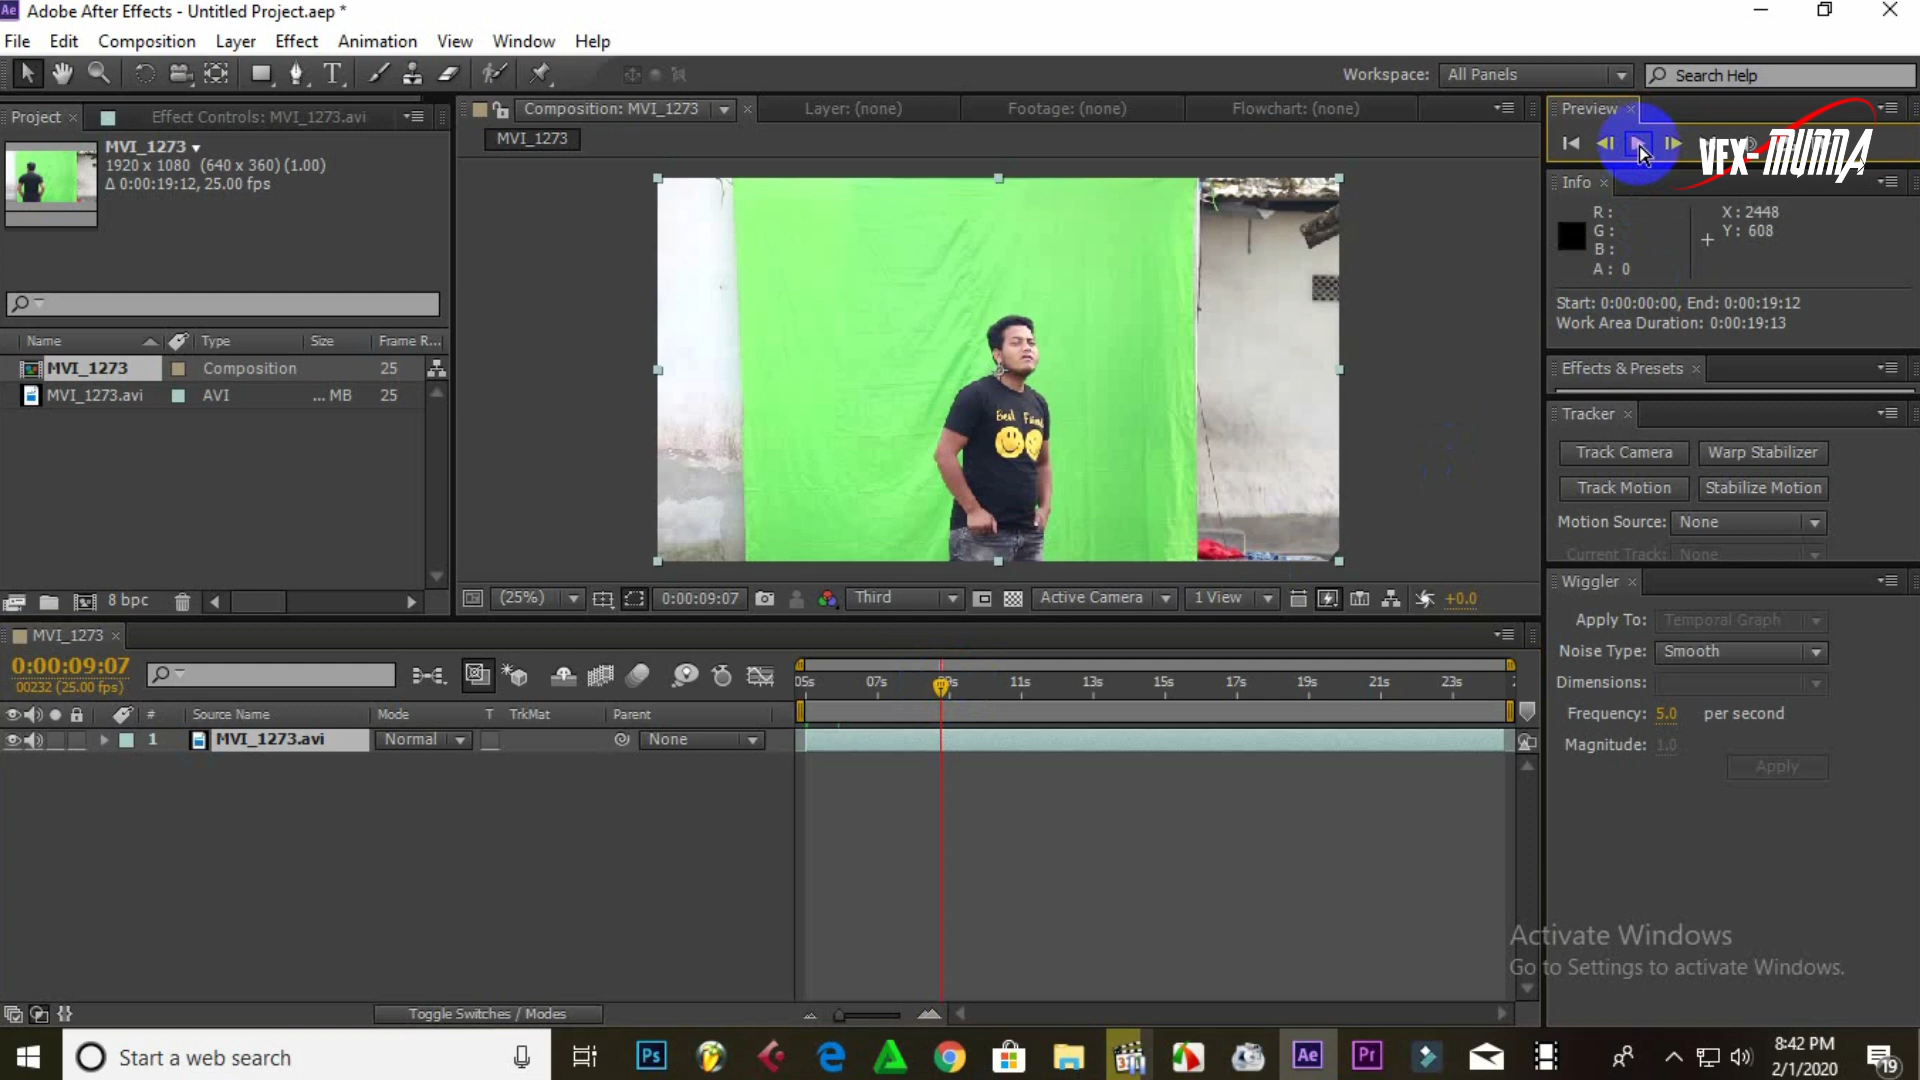 Ae Adobe After Effects - Untitled Project.aep *
File Edit Composition Layer Effect Animation View Window Help
T Workspace: All Panels Search Help
Project Effect Controls: MVI_1273.avi Composition: MVI_1273 Layer: (none) Footage: (none) Flowchart: (none) Preview
MVI_1273
VFX-MUMA
MVI_1273
1920 x 1080 (640 x 360) (1.00)
Δ 0:00:19:12, 25.00 fps
Info
R:
G:
B:
A: 0
X: 2448
Y: 608
Start: 0:00:00:00, End: 0:00:19:12
Work Area Duration: 0:00:19:13
Name Type Size Frame R...
MVI_1273 Composition 25
MVI_1273.avi AVI ... MB 25
Effects & Presets
Tracker
Track Camera Warp Stabilizer
Track Motion Stabilize Motion
Motion Source: None
Current Track: None
8 bpc
(25%) 0:00:09:07 Third Active Camera 1 View +0.0
Wiggler
Apply To: Temporal Graph
Noise Type: Smooth
Dimensions:
Frequency: 5.0 per second
Magnitude: 1.0
Apply
MVI_1273
0:00:09:07
00232 (25.00 fps)
05s 07s 09s 11s 13s 15s 17s 19s 21s 23s
# Source Name Mode T TrkMat Parent
1 MVI_1273.avi Normal None
Best
Activate Windows
Go to Settings to activate Windows.
Toggle Switches / Modes
Start a web search
Ps Ae Pr
8:42 PM
2/1/2020
19